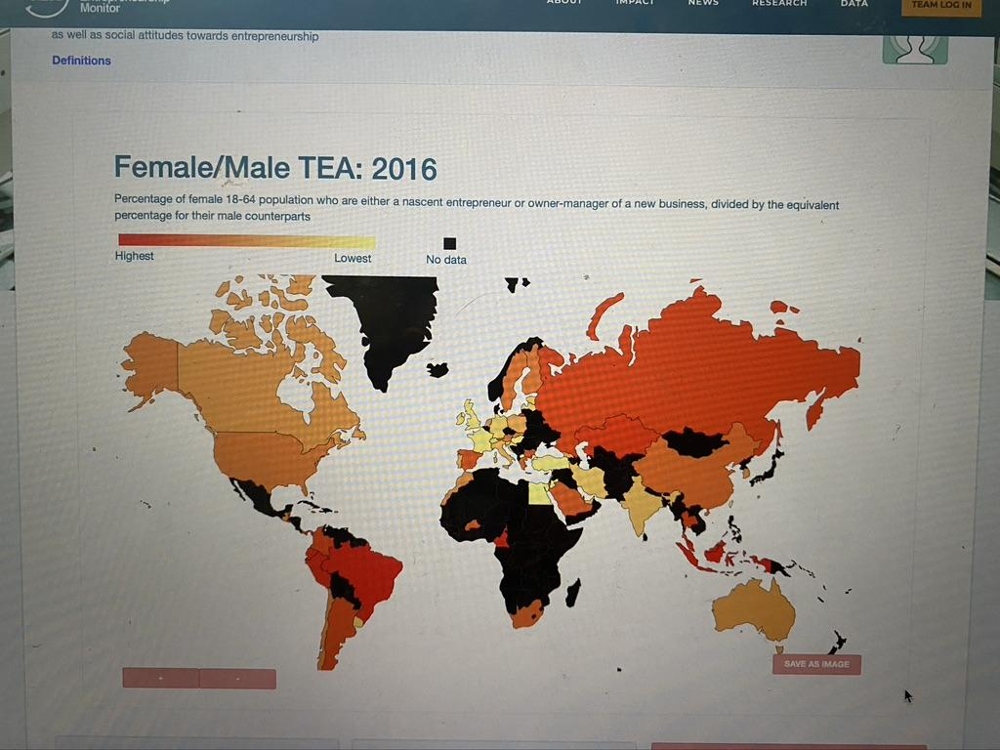 Monitor
ABOUT
IMPACT
NEWS
RESEARCH
DATA
TEAM LOG IN
as well as social attitudes towards entrepreneurship
Definitions
Female/Male TEA: 2016
Percentage of female 18-64 population who are either a nascent entrepreneur or owner-manager of a new business, divided by the equivalent
percentage for their male counterparts
Highest
Lowest
No data
SAVE AS IMAGE